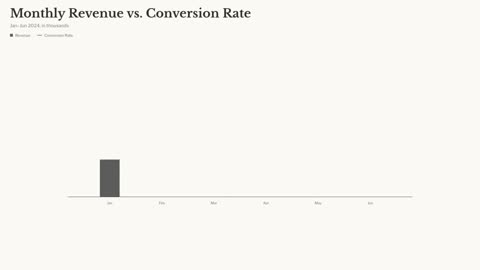 Monthly Revenue vs. Conversion Rate
Jan–Jun 2024, in thousands
Revenue
Conversion Rate
Jan
Feb
Mar
Apr
May
Jun